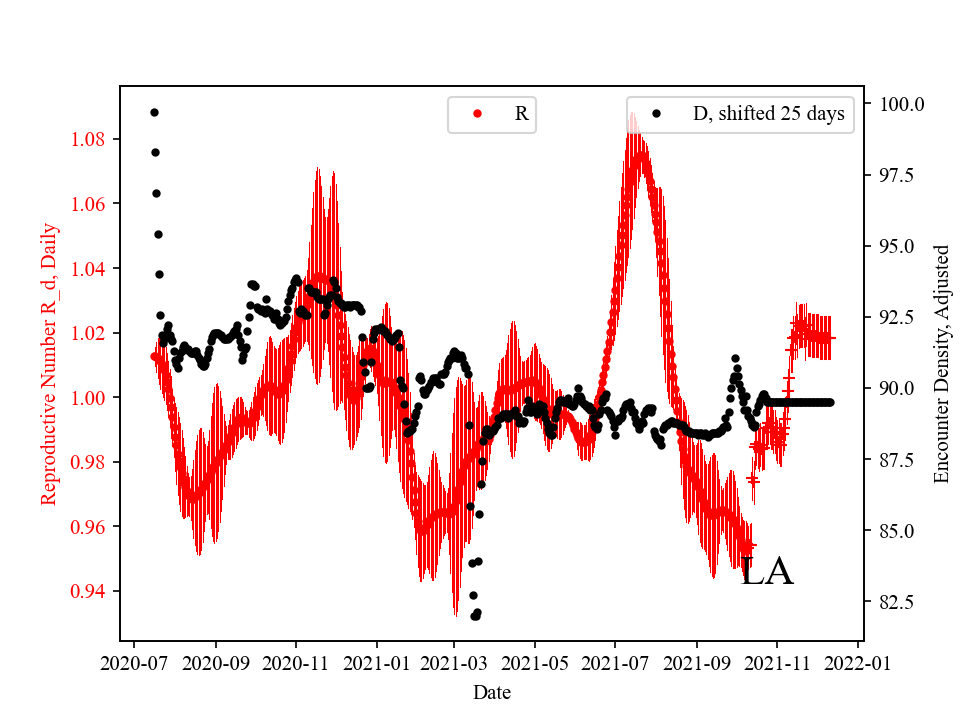 R
D, shifted 25 days
Reproductive Number R_d, Daily
1.08
1.06
1.04
1.02
1.00
0.98
0.96
0.94
100.0
97.5
95.0
92.5
90.0
87.5
85.0
82.5
Encounter Density, Adjusted
LA
2020-07 2020-09 2020-11 2021-01 2021-03 2021-05 2021-07 2021-09 2021-11 2022-01
Date